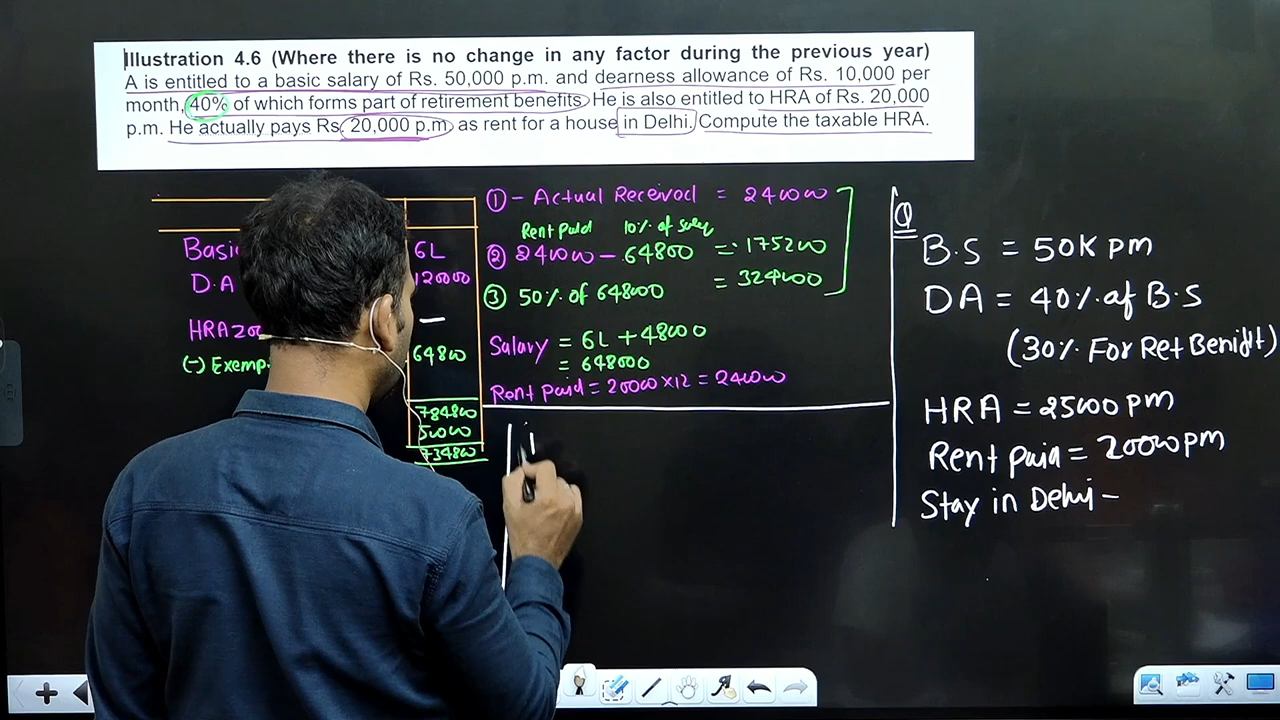 Illustration 4.6 (Where there is no change in any factor during the previous year)
A is entitled to a basic salary of Rs. 50,000 p.m. and dearness allowance of Rs. 10,000 per
month, 40% of which forms part of retirement benefits He is also entitled to HRA of Rs. 20,000
p.m. He actually pays Rs. 20,000 p.m as rent for a house in Delhi. Compute the taxable HRA.
Basi 6L
D.A 120000
HRA 200 —
(-) Exemp 64800
784800
50000
734800
① - Actual Received = 240000
Rent Paid 10% of salary
② 240000 - 64800 = 175200
③ 50% of 648000 = 324000
Salary = 6L + 48000
= 648000
Rent Paid = 20000 × 12 = 240000
Q
B.S = 50K pm
DA = 40% of B.S
(30% For Ret Benifit)
HRA = 25000 pm
Rent paid = 20000 pm
Stay in Delhi -